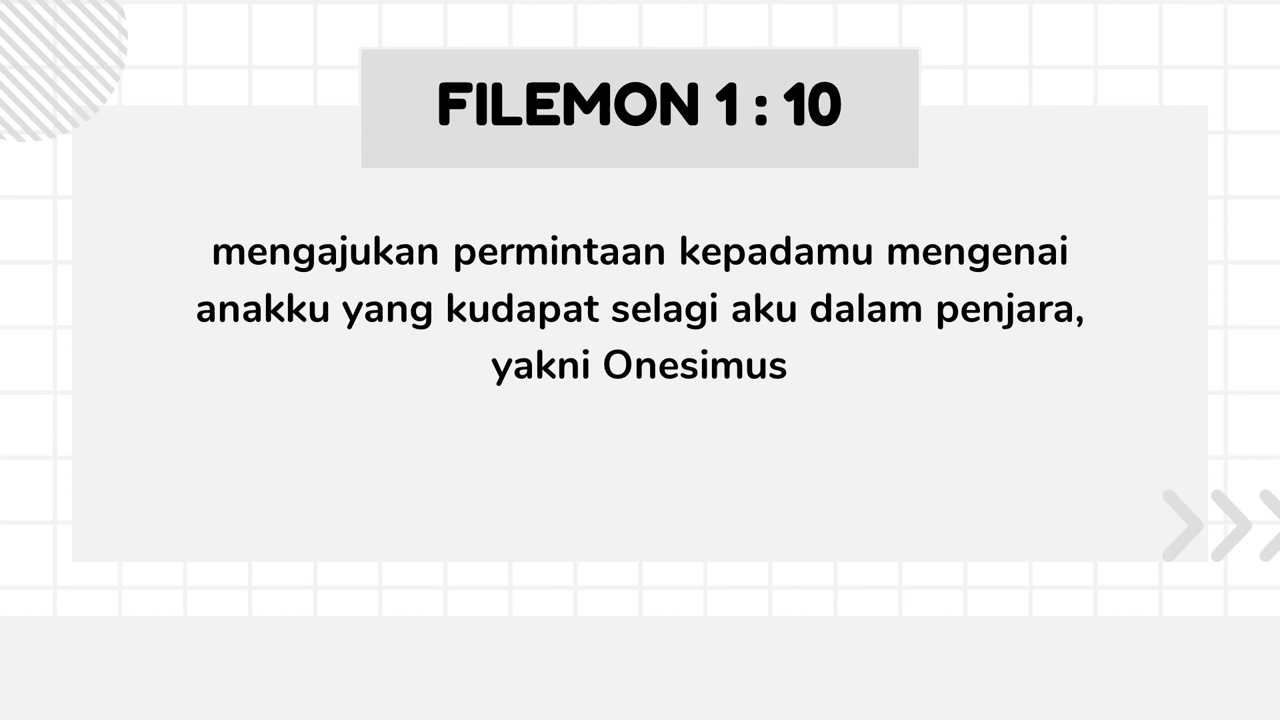 FILEMON 1 : 10
mengajukan permintaan kepadamu mengenai
anakku yang kudapat selagi aku dalam penjara,
yakni Onesimus